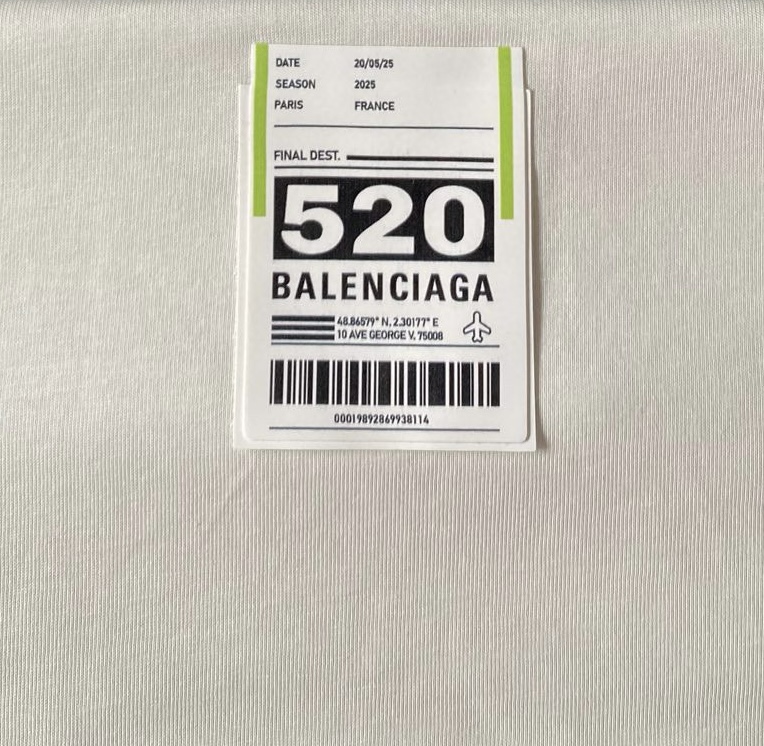 DATE 20/05/25
SEASON 2025
PARIS FRANCE
FINAL DEST.
520
BALENCIAGA
48.86579° N, 2.30177° E
10 AVE GEORGE V, 75008
00019892869938114